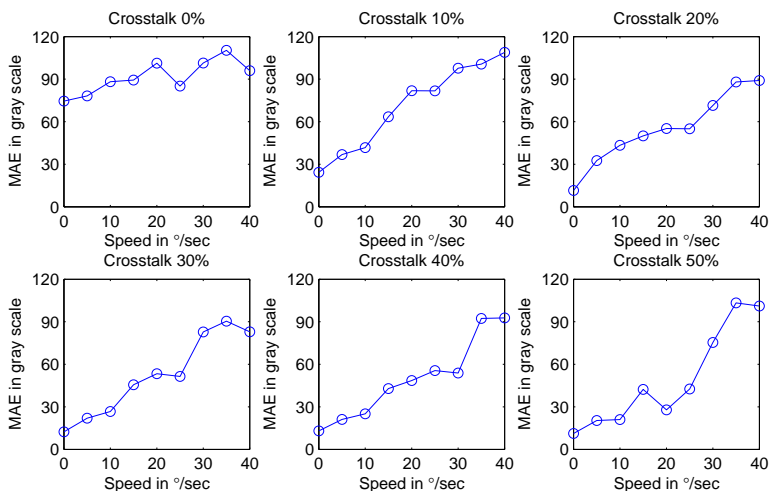 Crosstalk 0%
MAE in gray scale
120
90
60
30
0
0 10 20 30 40
Speed in °/sec
Crosstalk 10%
MAE in gray scale
120
90
60
30
0
0 10 20 30 40
Speed in °/sec
Crosstalk 20%
MAE in gray scale
120
90
60
30
0
0 10 20 30 40
Speed in °/sec
Crosstalk 30%
MAE in gray scale
120
90
60
30
0
0 10 20 30 40
Speed in °/sec
Crosstalk 40%
MAE in gray scale
120
90
60
30
0
0 10 20 30 40
Speed in °/sec
Crosstalk 50%
MAE in gray scale
120
90
60
30
0
0 10 20 30 40
Speed in °/sec